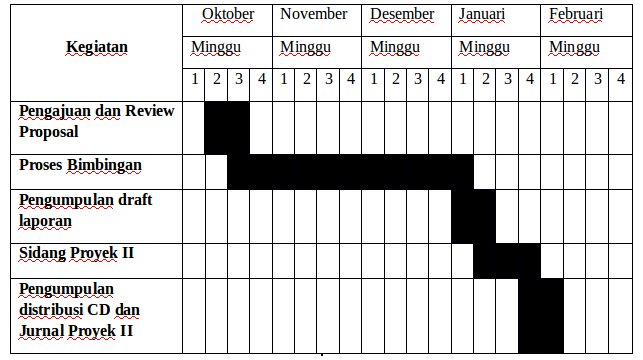 Kegiatan
Oktober November Desember Januari Februari
Minggu Minggu Minggu Minggu Minggu
1 2 3 4 1 2 3 4 1 2 3 4 1 2 3 4 1 2 3 4
Pengajuan dan Review
Proposal
Proses Bimbingan
Pengumpulan draft
laporan
Sidang Proyek II
Pengumpulan
distribusi CD dan
Jurnal Proyek II